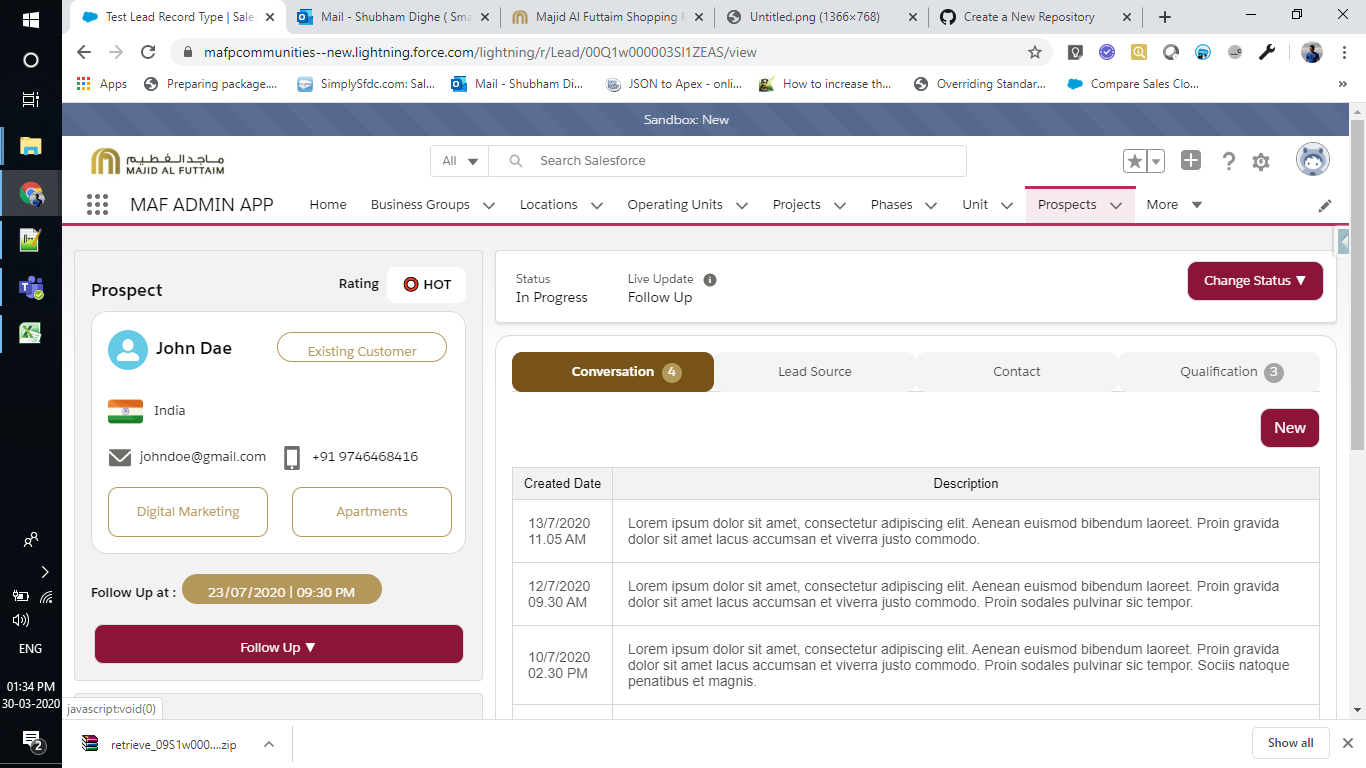 Test Lead Record Type | Sales
Mail - Shubham Dighe ( Sma
Majid Al Futtaim Shopping M
Untitled.png (1366×768)
Create a New Repository
mafpcommunities--new.lightning.force.com/lightning/r/Lead/00Q1w000003SI1ZEAS/view
Apps
Preparing package....
SimplySfdc.com: Sal...
Mail - Shubham Di...
JSON to Apex - onli...
How to increase th...
Overriding Standar...
Compare Sales Clo...
»
Sandbox: New
ماجد الفطيم
MAJID AL FUTTAIM
All
Search Salesforce
MAF ADMIN APP
Home
Business Groups
Locations
Operating Units
Projects
Phases
Unit
Prospects
More
Prospect
Rating
HOT
John Dae
Existing Customer
India
johndoe@gmail.com
+91 9746468416
Digital Marketing
Apartments
Follow Up at :
23/07/2020 | 09:30 PM
Follow Up ▼
Status
In Progress
Live Update
Follow Up
Change Status ▼
Conversation 4
Lead Source
Contact
Qualification 3
New
Created Date
Description
13/7/2020
11.05 AM
Lorem ipsum dolor sit amet, consectetur adipiscing elit. Aenean euismod bibendum laoreet. Proin gravida
dolor sit amet lacus accumsan et viverra justo commodo.
12/7/2020
09.30 AM
Lorem ipsum dolor sit amet, consectetur adipiscing elit. Aenean euismod bibendum laoreet. Proin gravida
dolor sit amet lacus accumsan et viverra justo commodo. Proin sodales pulvinar sic tempor.
10/7/2020
02.30 PM
Lorem ipsum dolor sit amet, consectetur adipiscing elit. Aenean euismod bibendum laoreet. Proin gravida
dolor sit amet lacus accumsan et viverra justo commodo. Proin sodales pulvinar sic tempor. Sociis natoque
penatibus et magnis.
javascript:void(0)
retrieve_09S1w000....zip
Show all
ENG
01:34 PM
30-03-2020
2